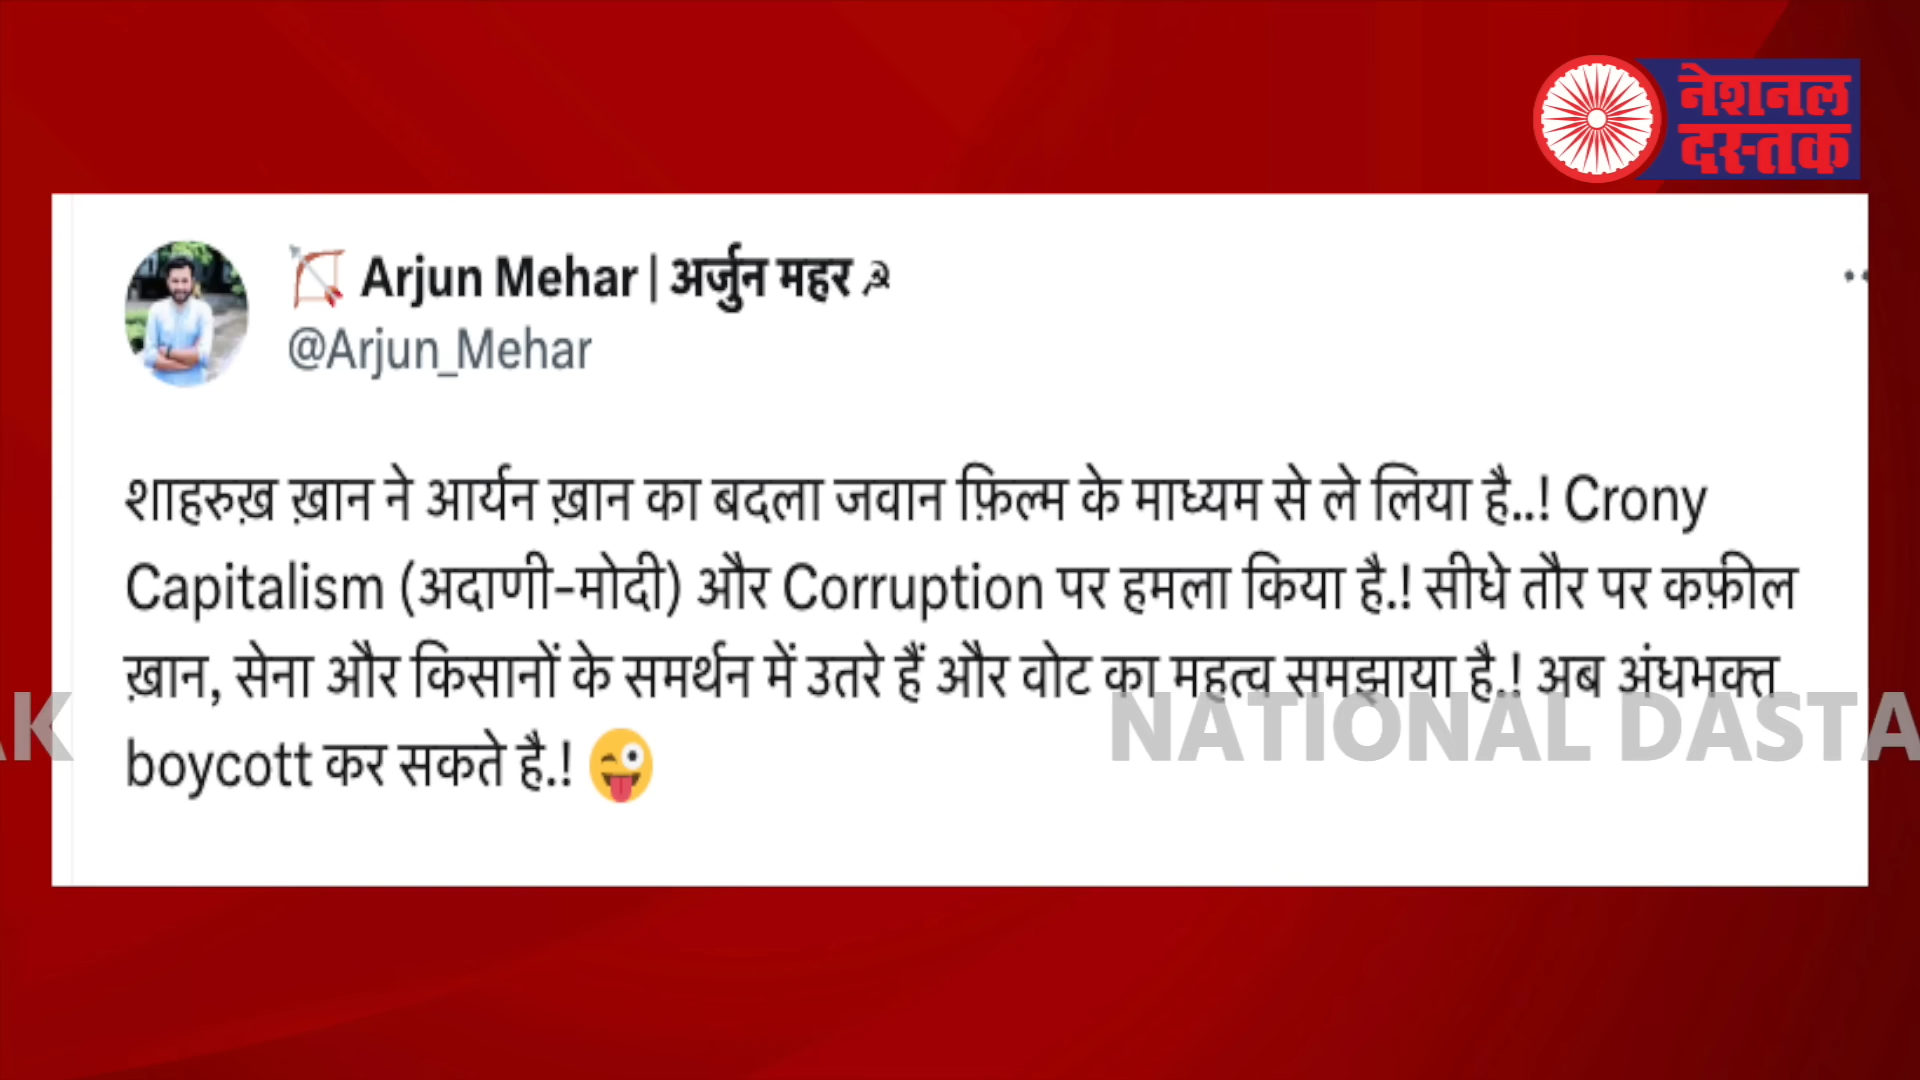 नेशनल
दस्तक
🏹 Arjun Mehar | अर्जुन महर ☭
@Arjun_Mehar
शाहरुख़ ख़ान ने आर्यन ख़ान का बदला जवान फ़िल्म के माध्यम से ले लिया है..! Crony
Capitalism (अदाणी-मोदी) और Corruption पर हमला किया है.! सीधे तौर पर कफ़ील
ख़ान, सेना और किसानों के समर्थन में उतरे हैं और वोट का महत्व समझाया है.! अब अंधभक्त
boycott कर सकते है.! 😜
AK NATIONAL DASTA